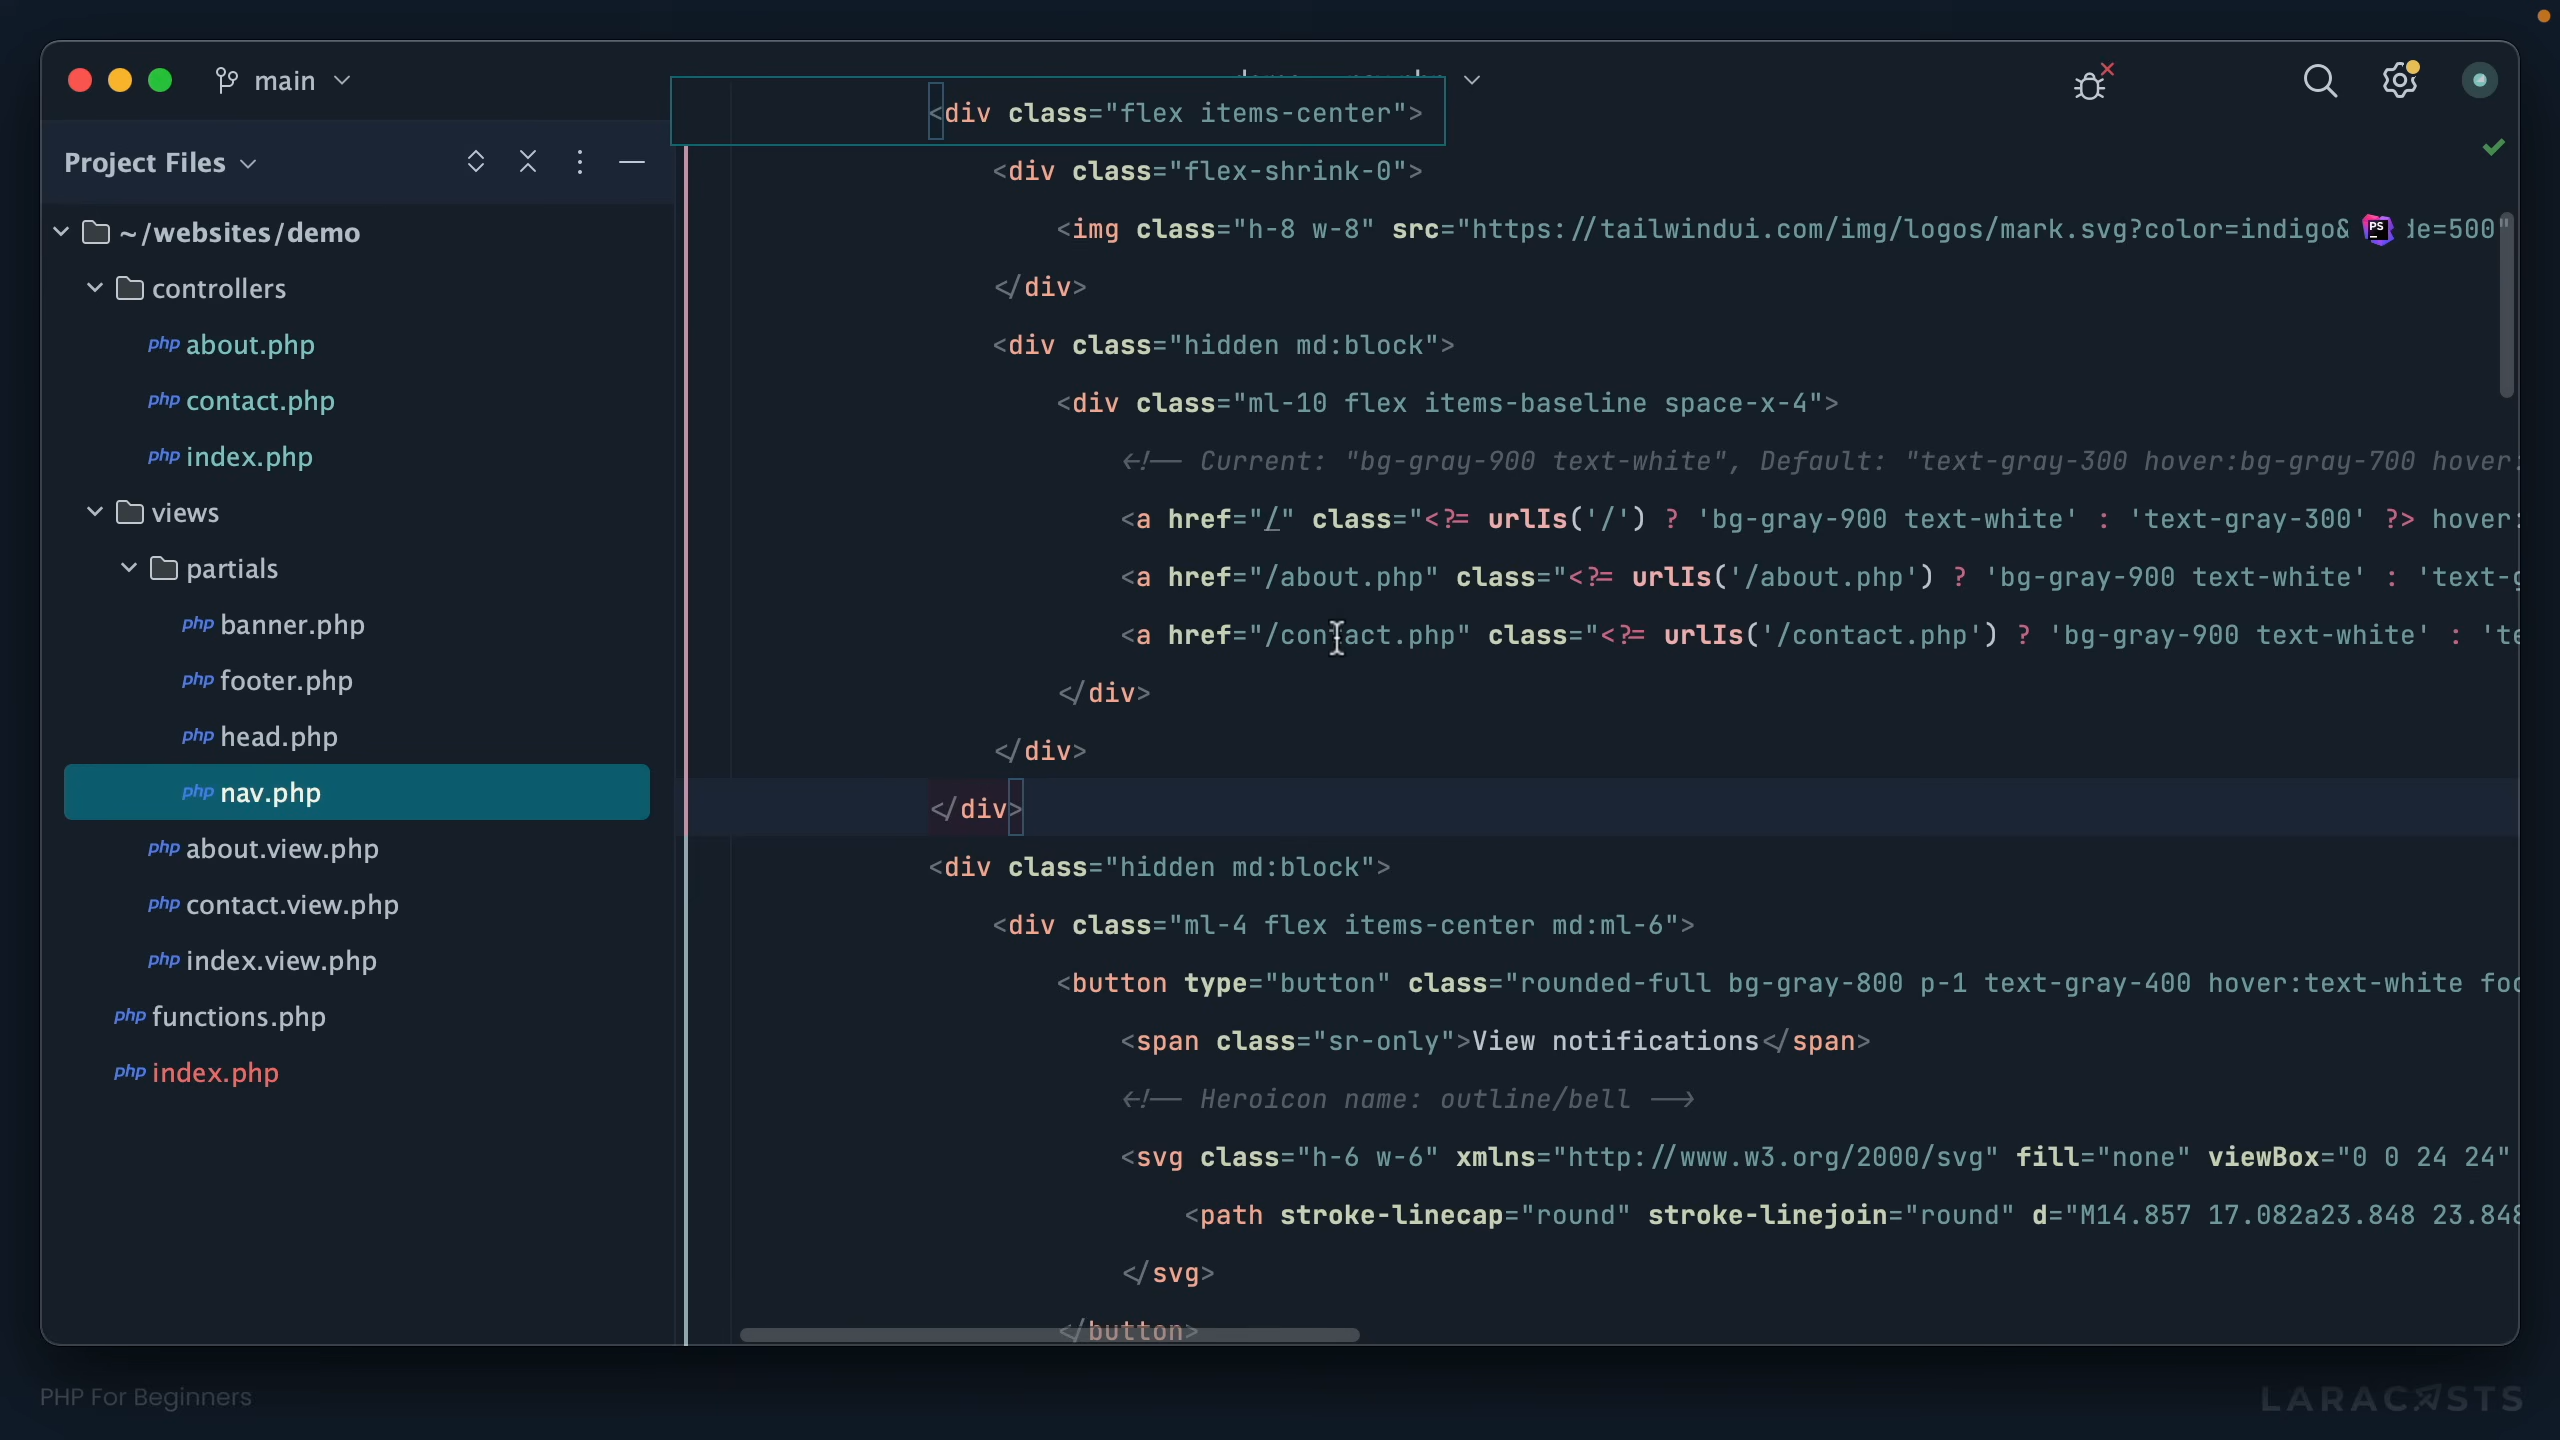 main
Project Files
~/websites/demo
controllers
php about.php
php contact.php
php index.php
views
partials
php banner.php
php footer.php
php head.php
php nav.php
php about.view.php
php contact.view.php
php index.view.php
php functions.php
php index.php
<div class="flex items-center">
<div class="flex-shrink-0">
<img class="h-8 w-8" src="https://tailwindui.com/img/logos/mark.svg?color=indigo& de=500"
PS
</div>
<div class="hidden md:block">
<div class="ml-10 flex items-baseline space-x-4">
<!-- Current: "bg-gray-900 text-white", Default: "text-gray-300 hover:bg-gray-700 hover:
<a href="/" class="<?= urlIs('/') ? 'bg-gray-900 text-white' : 'text-gray-300' ?> hover:
<a href="/about.php" class="<?= urlIs('/about.php') ? 'bg-gray-900 text-white' : 'text-g
<a href="/contact.php" class="<?= urlIs('/contact.php') ? 'bg-gray-900 text-white' : 'te
</div>
</div>
</div>
<div class="hidden md:block">
<div class="ml-4 flex items-center md:ml-6">
<button type="button" class="rounded-full bg-gray-800 p-1 text-gray-400 hover:text-white foc
<span class="sr-only">View notifications</span>
<!-- Heroicon name: outline/bell -->
<svg class="h-6 w-6" xmlns="http://www.w3.org/2000/svg" fill="none" viewBox="0 0 24 24"
<path stroke-linecap="round" stroke-linejoin="round" d="M14.857 17.082a23.848 23.848
</svg>
</button>
PHP For Beginners
LARACASTS